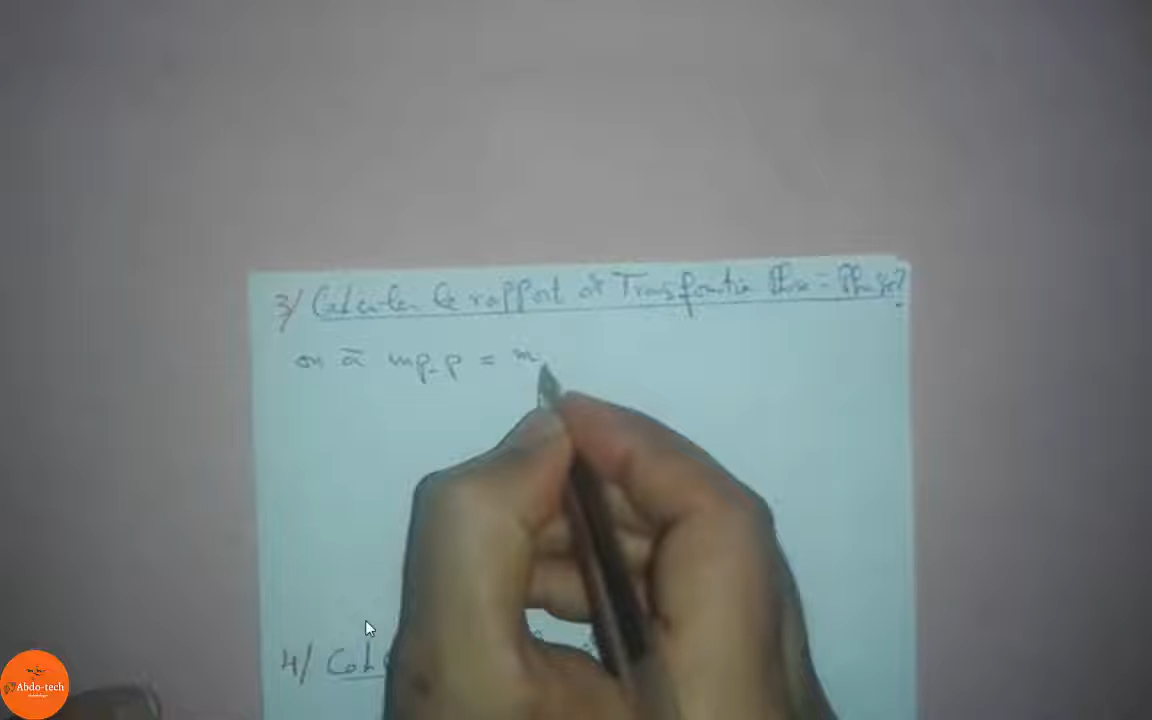 3/ Calculer le rapport de Transformation Phase-Phase?
on a mp-p = m
4/ Cal
Abdo-tech